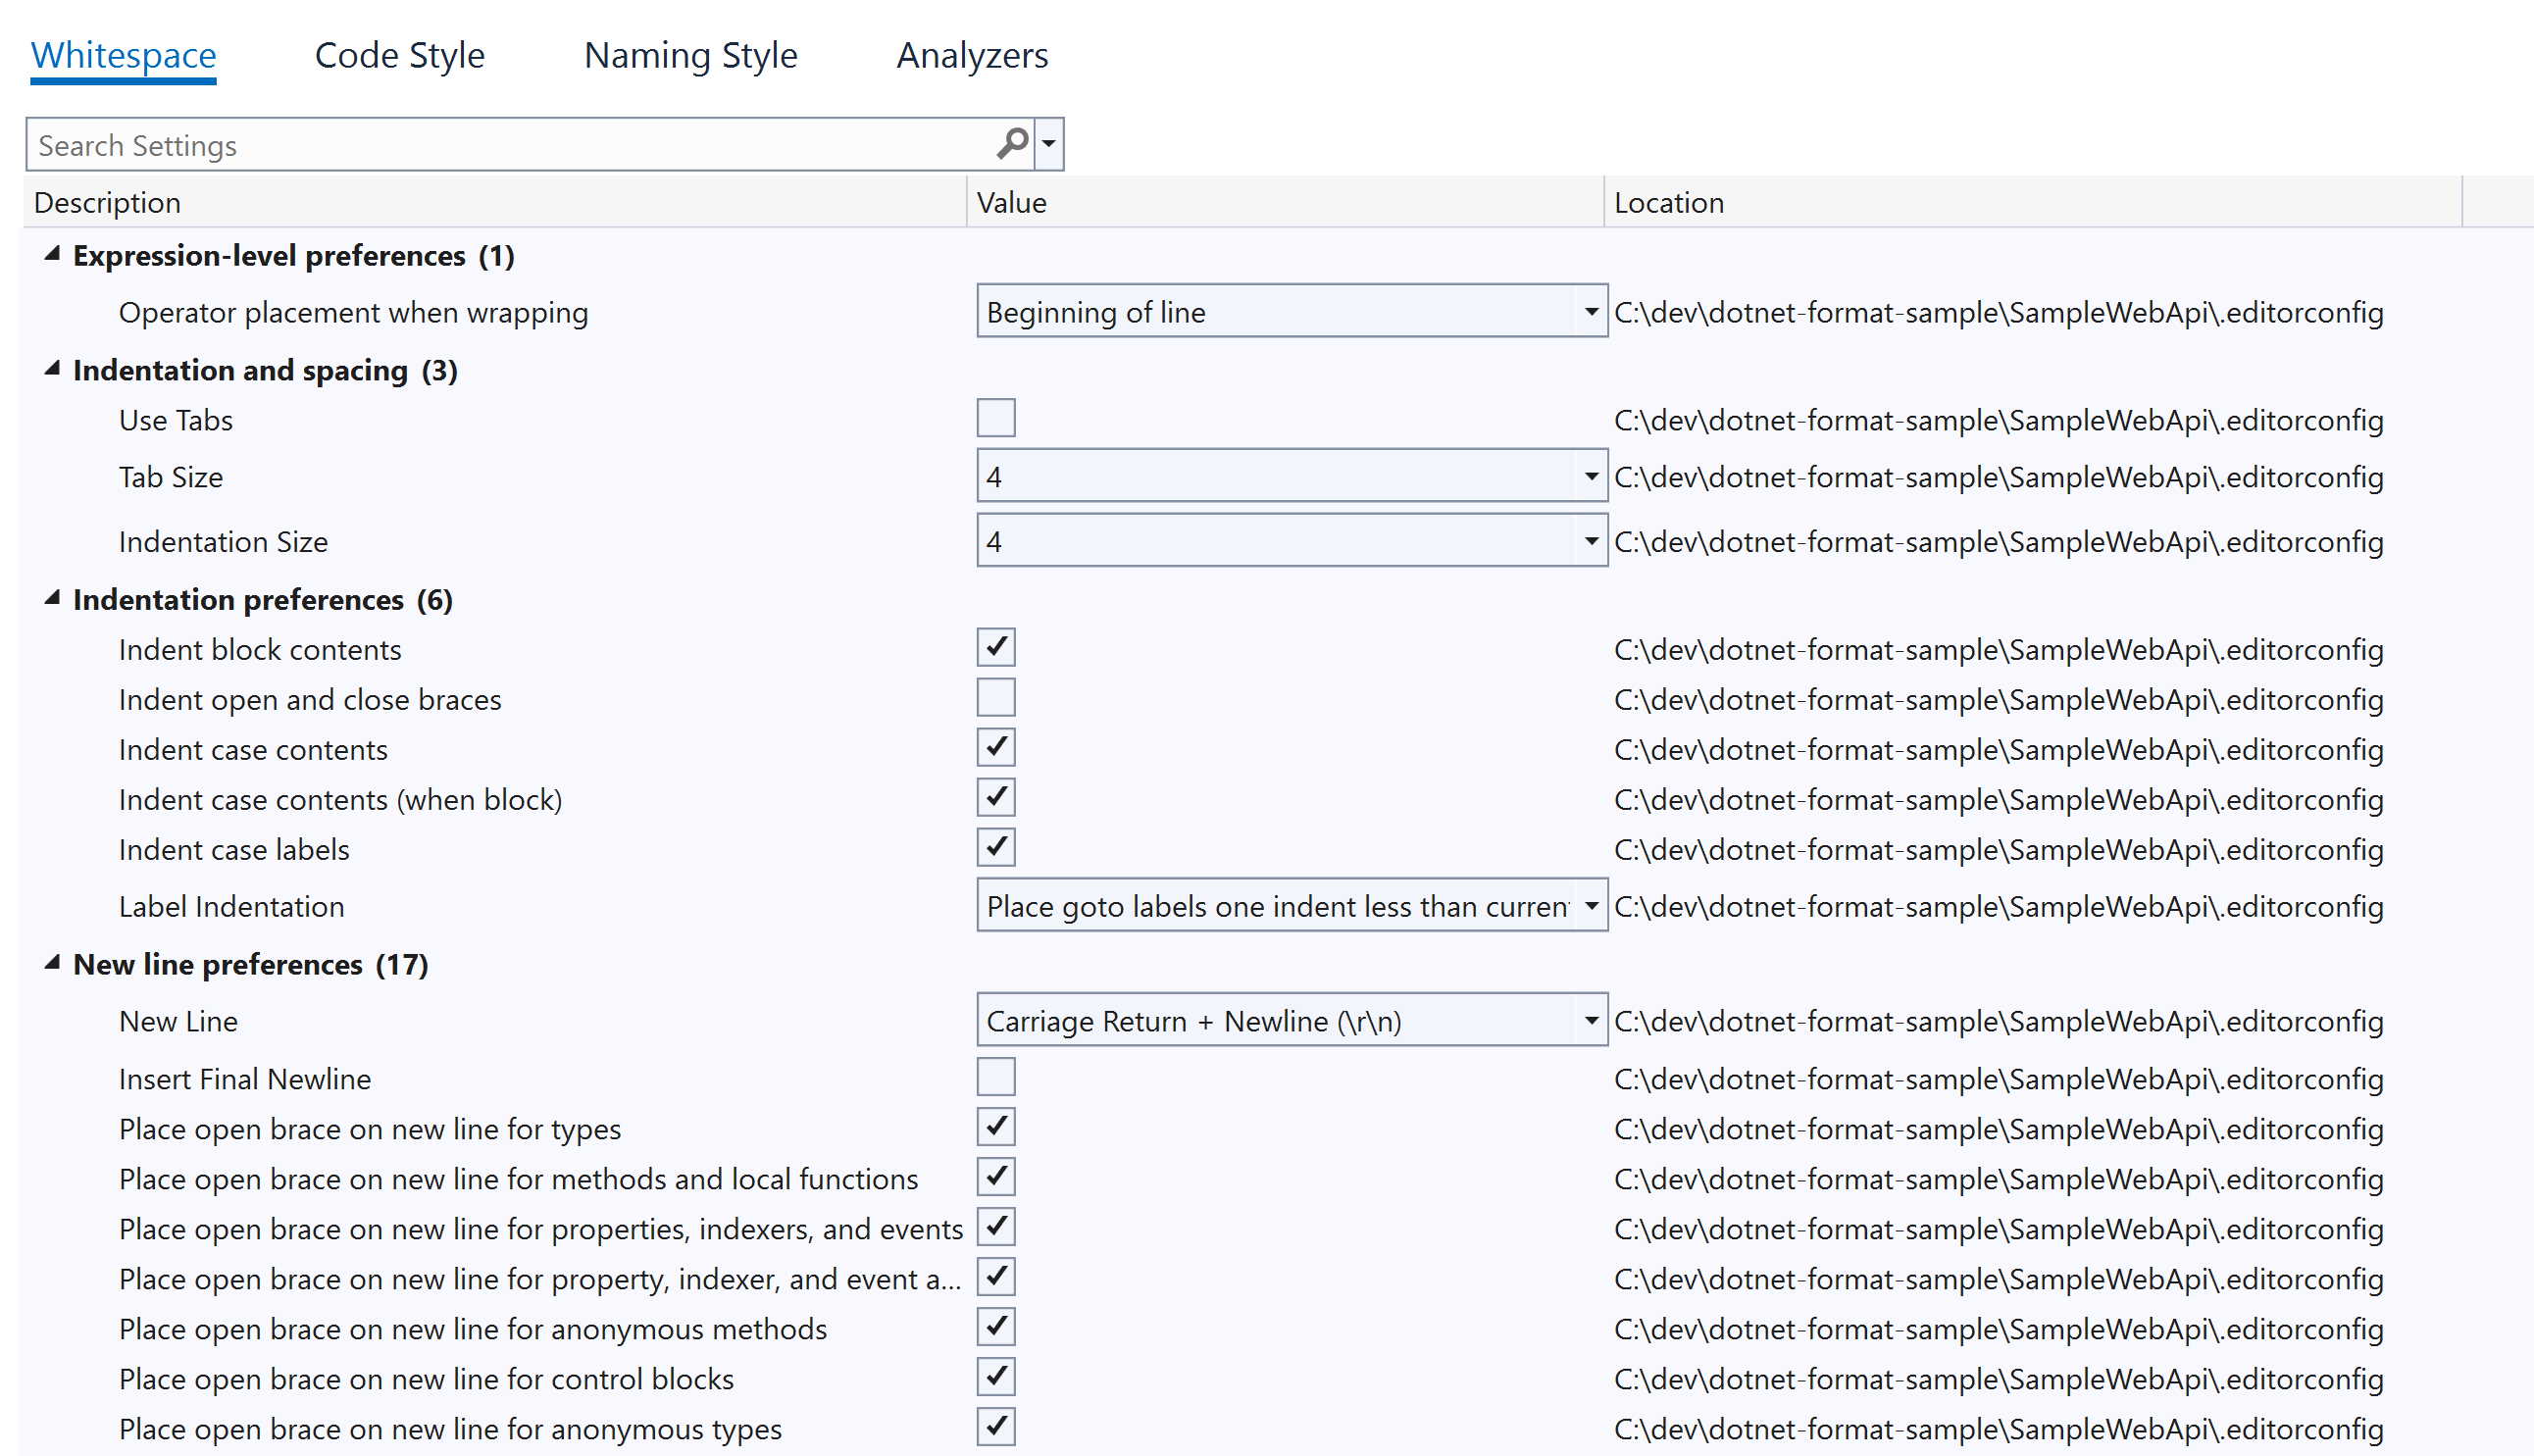 Whitespace Code Style Naming Style Analyzers
Search Settings
Description Value Location
Expression-level preferences (1)
Operator placement when wrapping Beginning of line C:\dev\dotnet-format-sample\SampleWebApi\.editorconfig
Indentation and spacing (3)
Use Tabs C:\dev\dotnet-format-sample\SampleWebApi\.editorconfig
Tab Size 4 C:\dev\dotnet-format-sample\SampleWebApi\.editorconfig
Indentation Size 4 C:\dev\dotnet-format-sample\SampleWebApi\.editorconfig
Indentation preferences (6)
Indent block contents C:\dev\dotnet-format-sample\SampleWebApi\.editorconfig
Indent open and close braces C:\dev\dotnet-format-sample\SampleWebApi\.editorconfig
Indent case contents C:\dev\dotnet-format-sample\SampleWebApi\.editorconfig
Indent case contents (when block) C:\dev\dotnet-format-sample\SampleWebApi\.editorconfig
Indent case labels C:\dev\dotnet-format-sample\SampleWebApi\.editorconfig
Label Indentation Place goto labels one indent less than curren C:\dev\dotnet-format-sample\SampleWebApi\.editorconfig
New line preferences (17)
New Line Carriage Return + Newline (\r\n) C:\dev\dotnet-format-sample\SampleWebApi\.editorconfig
Insert Final Newline C:\dev\dotnet-format-sample\SampleWebApi\.editorconfig
Place open brace on new line for types C:\dev\dotnet-format-sample\SampleWebApi\.editorconfig
Place open brace on new line for methods and local functions C:\dev\dotnet-format-sample\SampleWebApi\.editorconfig
Place open brace on new line for properties, indexers, and events C:\dev\dotnet-format-sample\SampleWebApi\.editorconfig
Place open brace on new line for property, indexer, and event a... C:\dev\dotnet-format-sample\SampleWebApi\.editorconfig
Place open brace on new line for anonymous methods C:\dev\dotnet-format-sample\SampleWebApi\.editorconfig
Place open brace on new line for control blocks C:\dev\dotnet-format-sample\SampleWebApi\.editorconfig
Place open brace on new line for anonymous types C:\dev\dotnet-format-sample\SampleWebApi\.editorconfig